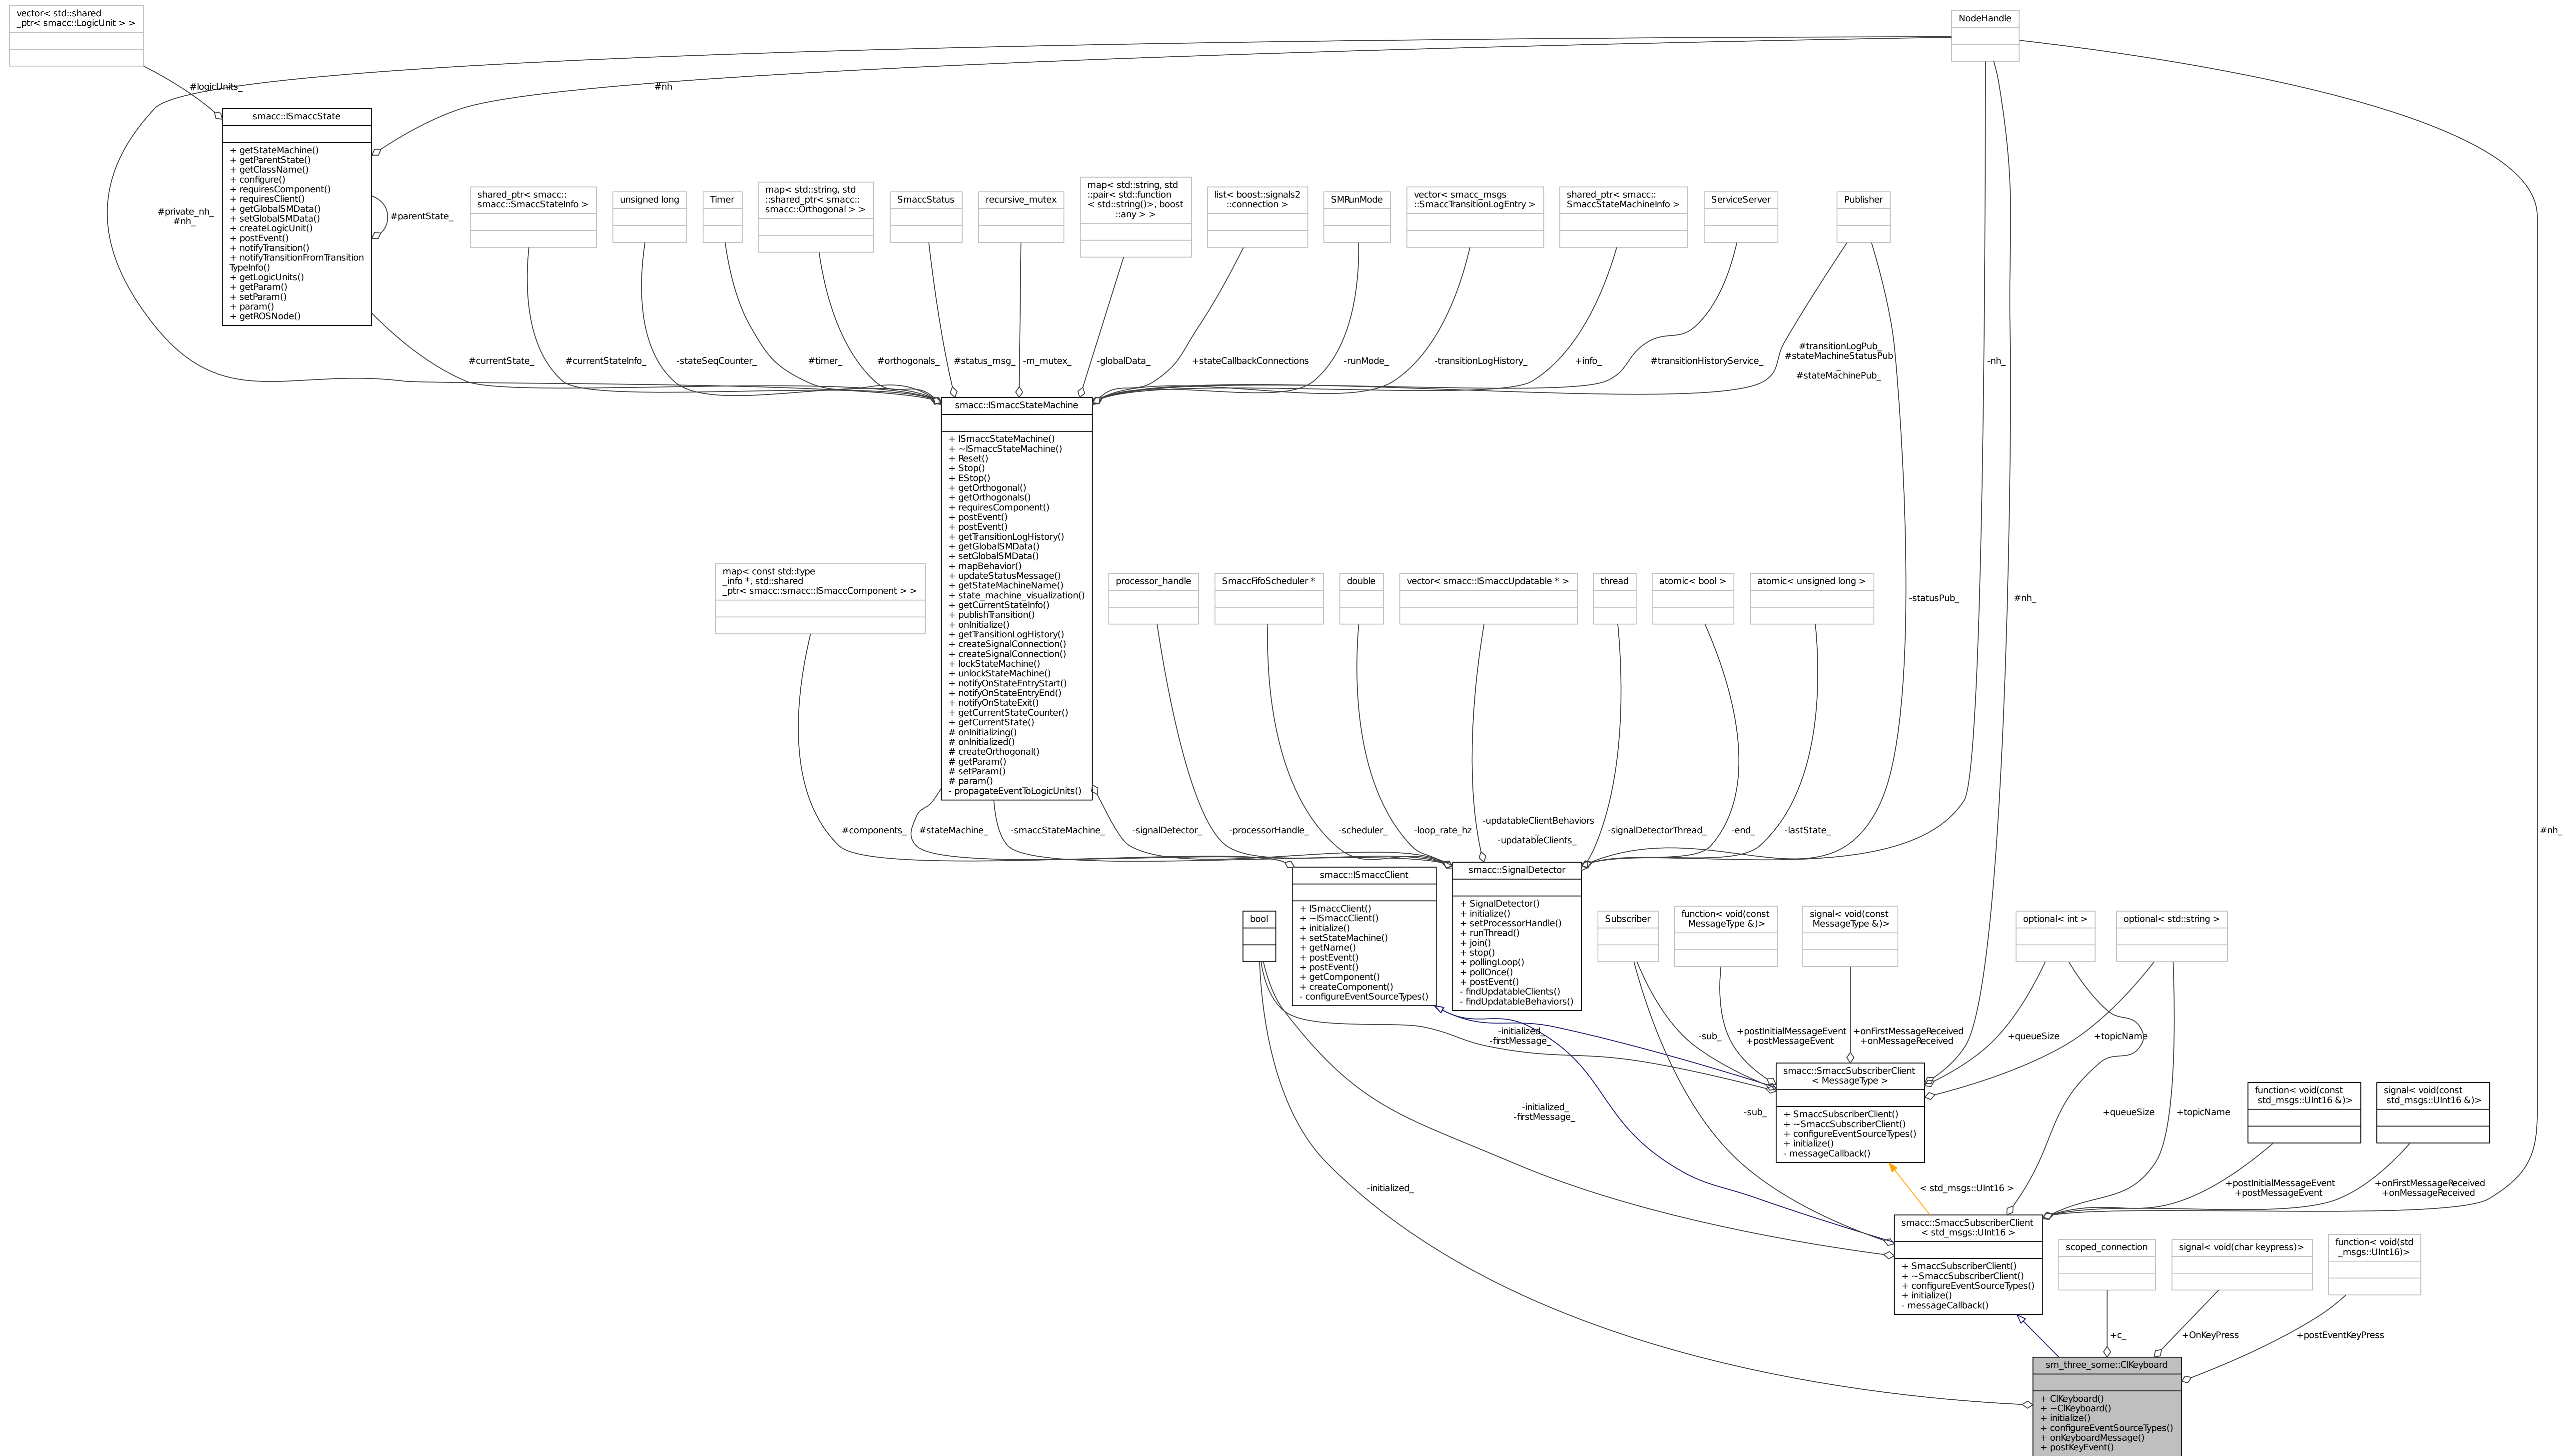 vector< std::shared
_ptr< smacc::LogicUnit > >
NodeHandle
#logicUnits_
#nh
smacc::ISmaccState
+ getStateMachine()
+ getParentState()
+ getClassName()
+ configure()
+ requiresComponent()
+ requiresClient()
+ getGlobalSMData()
+ setGlobalSMData()
+ createLogicUnit()
+ postEvent()
+ notifyTransition()
+ notifyTransitionFromTransition
TypeInfo()
+ getLogicUnits()
+ getParam()
+ setParam()
+ param()
+ getROSNode()
#private_nh_
#nh_
#parentState_
shared_ptr< smacc::
smacc::SmaccStateInfo >
unsigned long
Timer
map< std::string, std
::shared_ptr< smacc::
smacc::Orthogonal > >
SmaccStatus
recursive_mutex
map< std::string, std
::pair< std::function
< std::string()>, boost
::any > >
list< boost::signals2
::connection >
SMRunMode
vector< smacc_msgs
::SmaccTransitionLogEntry >
shared_ptr< smacc::
SmaccStateMachineInfo >
ServiceServer
Publisher
#currentState_
#currentStateInfo_
-stateSeqCounter_
#timer_
#orthogonals_
#status_msg_
-m_mutex_
-globalData_
+stateCallbackConnections
-runMode_
-transitionLogHistory_
+info_
#transitionHistoryService_
#transitionLogPub_
#stateMachineStatusPub
_
#stateMachinePub_
-nh_
smacc::ISmaccStateMachine
+ ISmaccStateMachine()
+ ~ISmaccStateMachine()
+ Reset()
+ Stop()
+ EStop()
+ getOrthogonal()
+ getOrthogonals()
+ requiresComponent()
+ postEvent()
+ postEvent()
+ getTransitionLogHistory()
+ getGlobalSMData()
+ setGlobalSMData()
+ mapBehavior()
+ updateStatusMessage()
+ getStateMachineName()
+ state_machine_visualization()
+ getCurrentStateInfo()
+ publishTransition()
+ onInitialize()
+ getTransitionLogHistory()
+ createSignalConnection()
+ createSignalConnection()
+ lockStateMachine()
+ unlockStateMachine()
+ notifyOnStateEntryStart()
+ notifyOnStateEntryEnd()
+ notifyOnStateExit()
+ getCurrentStateCounter()
+ getCurrentState()
# onInitializing()
# onInitialized()
# createOrthogonal()
# getParam()
# setParam()
# param()
- propagateEventToLogicUnits()
map< const std::type
_info *, std::shared
_ptr< smacc::smacc::ISmaccComponent > >
processor_handle
SmaccFifoScheduler *
double
vector< smacc::ISmaccUpdatable * >
thread
atomic< bool >
atomic< unsigned long >
-statusPub_
#nh_
#components_
#stateMachine_
-smaccStateMachine_
-signalDetector_
-processorHandle_
-scheduler_
-loop_rate_hz
-updatableClientBehaviors
_
-updatableClients_
-signalDetectorThread_
-end_
-lastState_
#nh_
smacc::ISmaccClient
+ ISmaccClient()
+ ~ISmaccClient()
+ initialize()
+ setStateMachine()
+ getName()
+ postEvent()
+ postEvent()
+ getComponent()
+ createComponent()
- configureEventSourceTypes()
smacc::SignalDetector
+ SignalDetector()
+ initialize()
+ setProcessorHandle()
+ runThread()
+ join()
+ stop()
+ pollingLoop()
+ pollOnce()
+ postEvent()
- findUpdatableClients()
- findUpdatableBehaviors()
bool
Subscriber
function< void(const
MessageType &)>
signal< void(const
MessageType &)>
optional< int >
optional< std::string >
-initialized_
-firstMessage_
-sub_
+postInitialMessageEvent
+postMessageEvent
+onFirstMessageReceived
+onMessageReceived
+queueSize
+topicName
smacc::SmaccSubscriberClient
< MessageType >
+ SmaccSubscriberClient()
+ ~SmaccSubscriberClient()
+ configureEventSourceTypes()
+ initialize()
- messageCallback()
function< void(const
std_msgs::UInt16 &)>
signal< void(const
std_msgs::UInt16 &)>
-initialized_
-firstMessage_
-sub_
+queueSize
+topicName
-initialized_
< std_msgs::UInt16 >
+postInitialMessageEvent
+postMessageEvent
+onFirstMessageReceived
+onMessageReceived
smacc::SmaccSubscriberClient
< std_msgs::UInt16 >
+ SmaccSubscriberClient()
+ ~SmaccSubscriberClient()
+ configureEventSourceTypes()
+ initialize()
- messageCallback()
scoped_connection
signal< void(char keypress)>
function< void(std
_msgs::UInt16)>
+c_
+OnKeyPress
+postEventKeyPress
sm_three_some::ClKeyboard
+ ClKeyboard()
+ ~ClKeyboard()
+ initialize()
+ configureEventSourceTypes()
+ onKeyboardMessage()
+ postKeyEvent()